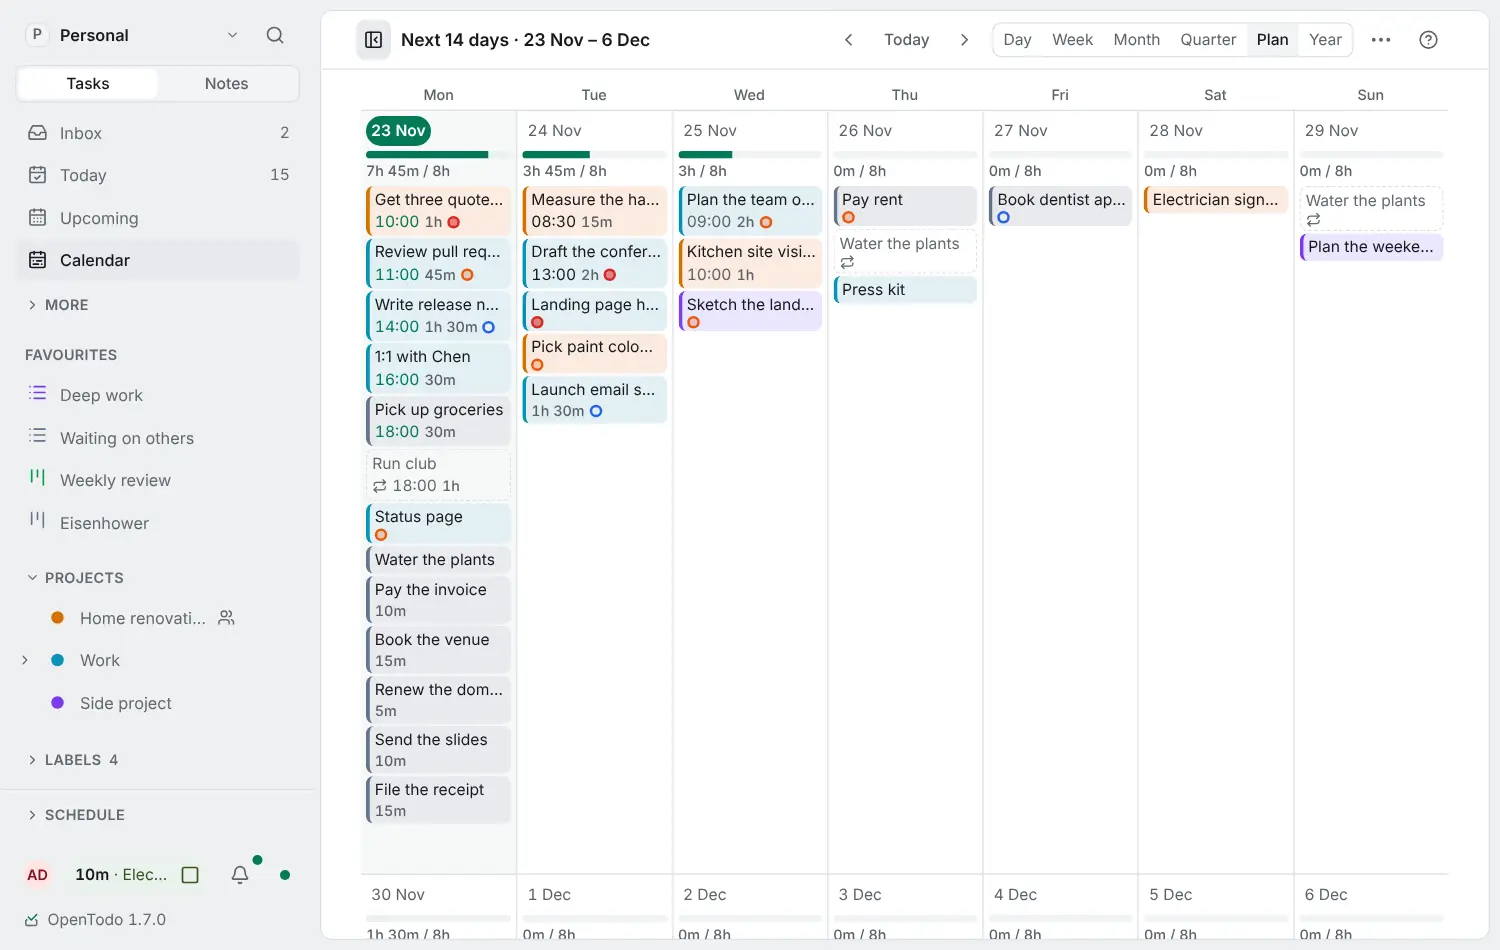 P Personal
Tasks Notes
Inbox 2
Today 15
Upcoming
Calendar
MORE
FAVOURITES
Deep work
Waiting on others
Weekly review
Eisenhower
PROJECTS
Home renovati...
Work
Side project
LABELS 4
SCHEDULE
AD 10m · Elec...
OpenTodo 1.7.0
Next 14 days · 23 Nov – 6 Dec
Today
Day Week Month Quarter Plan Year
Mon Tue Wed Thu Fri Sat Sun
23 Nov
7h 45m / 8h
Get three quote...
10:00 1h
Review pull req...
11:00 45m
Write release n...
14:00 1h 30m
1:1 with Chen
16:00 30m
Pick up groceries
18:00 30m
Run club
18:00 1h
Status page
Water the plants
Pay the invoice
10m
Book the venue
15m
Renew the dom...
5m
Send the slides
10m
File the receipt
15m
24 Nov
3h 45m / 8h
Measure the ha...
08:30 15m
Draft the confer...
13:00 2h
Landing page h...
Pick paint colo...
Launch email s...
1h 30m
25 Nov
3h / 8h
Plan the team o...
09:00 2h
Kitchen site visi...
10:00 1h
Sketch the land...
26 Nov
0m / 8h
Pay rent
Water the plants
Press kit
27 Nov
0m / 8h
Book dentist ap...
28 Nov
0m / 8h
Electrician sign...
29 Nov
0m / 8h
Water the plants
Plan the weeke...
30 Nov
1h 30m / 8h
1 Dec
0m / 8h
2 Dec
0m / 8h
3 Dec
0m / 8h
4 Dec
0m / 8h
5 Dec
0m / 8h
6 Dec
0m / 8h